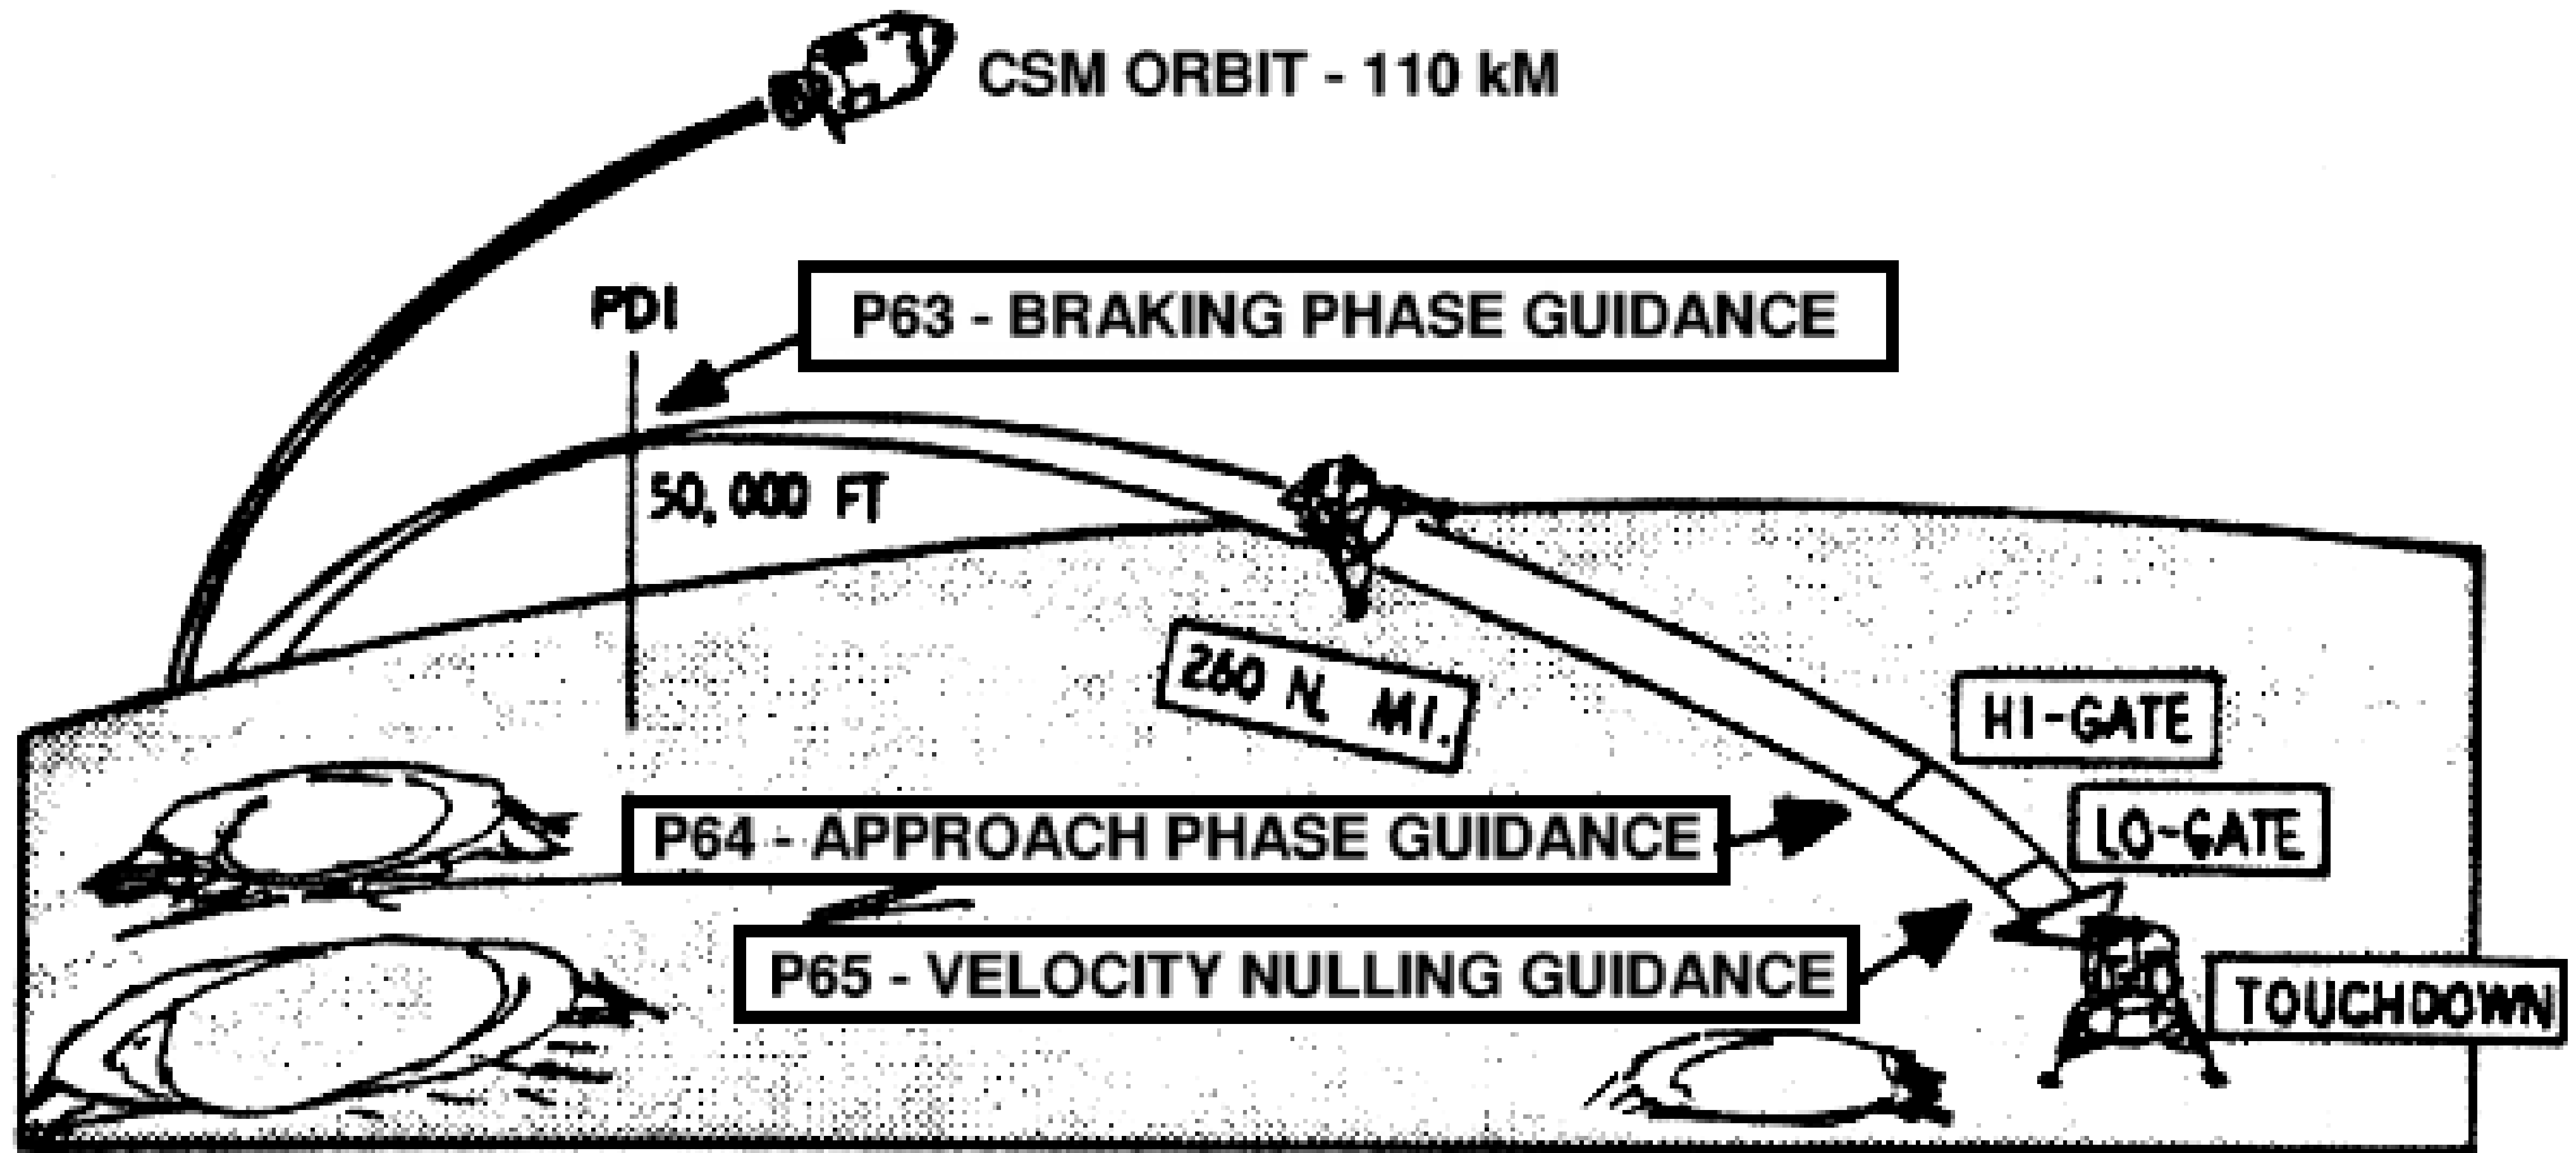 CSM ORBIT - 110 kM
PDI
P63 - BRAKING PHASE GUIDANCE
50,000 FT
260 N. MI.
HI-GATE
LO-GATE
P64 - APPROACH PHASE GUIDANCE
P65 - VELOCITY NULLING GUIDANCE
TOUCHDOWN